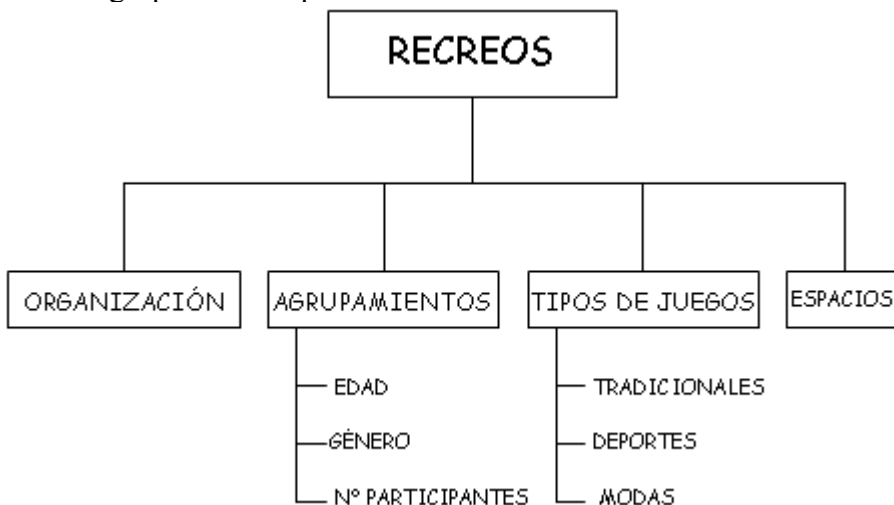 RECREOS
ORGANIZACIÓN
AGRUPAMIENTOS
TIPOS DE JUEGOS
ESPACIOS
EDAD
GÉNERO
Nº PARTICIPANTES
TRADICIONALES
DEPORTES
MODAS